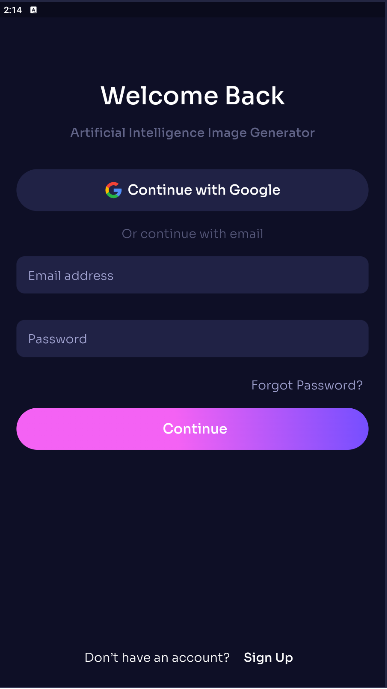 2:14 A
Welcome Back
Artificial Intelligence Image Generator
Continue with Google
Or continue with email
Email address
Password
Forgot Password?
Continue
Don't have an account? Sign Up